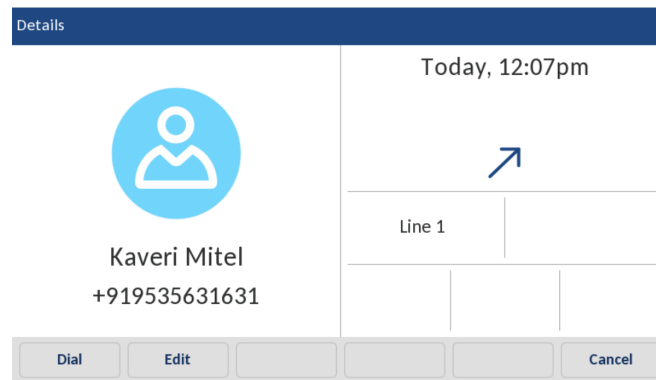 Details
Today, 12:07pm
Kaveri Mitel
+919535631631
Line 1
Dial
Edit
Cancel